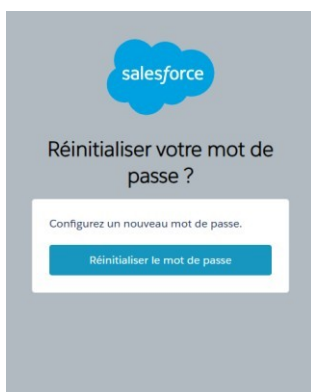 salesforce
Réinitialiser votre mot de
passe ?
Configurez un nouveau mot de passe.
Réinitialiser le mot de passe